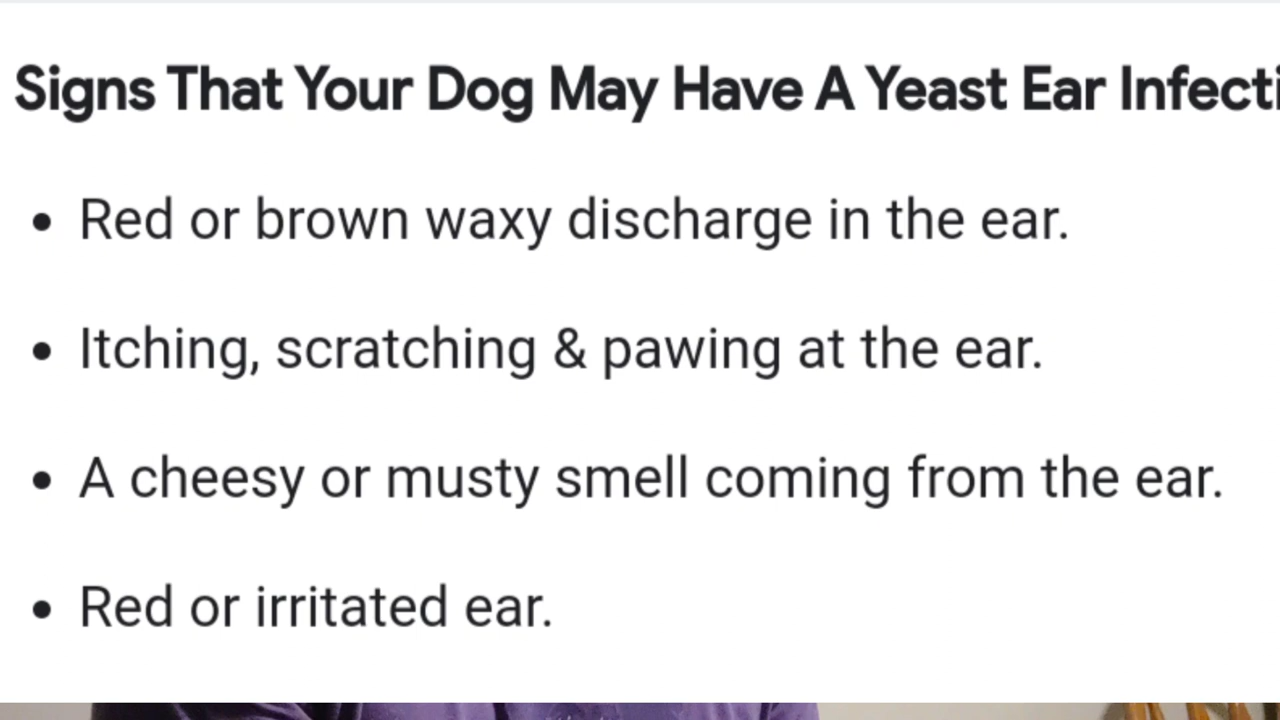 Signs That Your Dog May Have A Yeast Ear Infecti
• Red or brown waxy discharge in the ear.
• Itching, scratching & pawing at the ear.
• A cheesy or musty smell coming from the ear.
• Red or irritated ear.